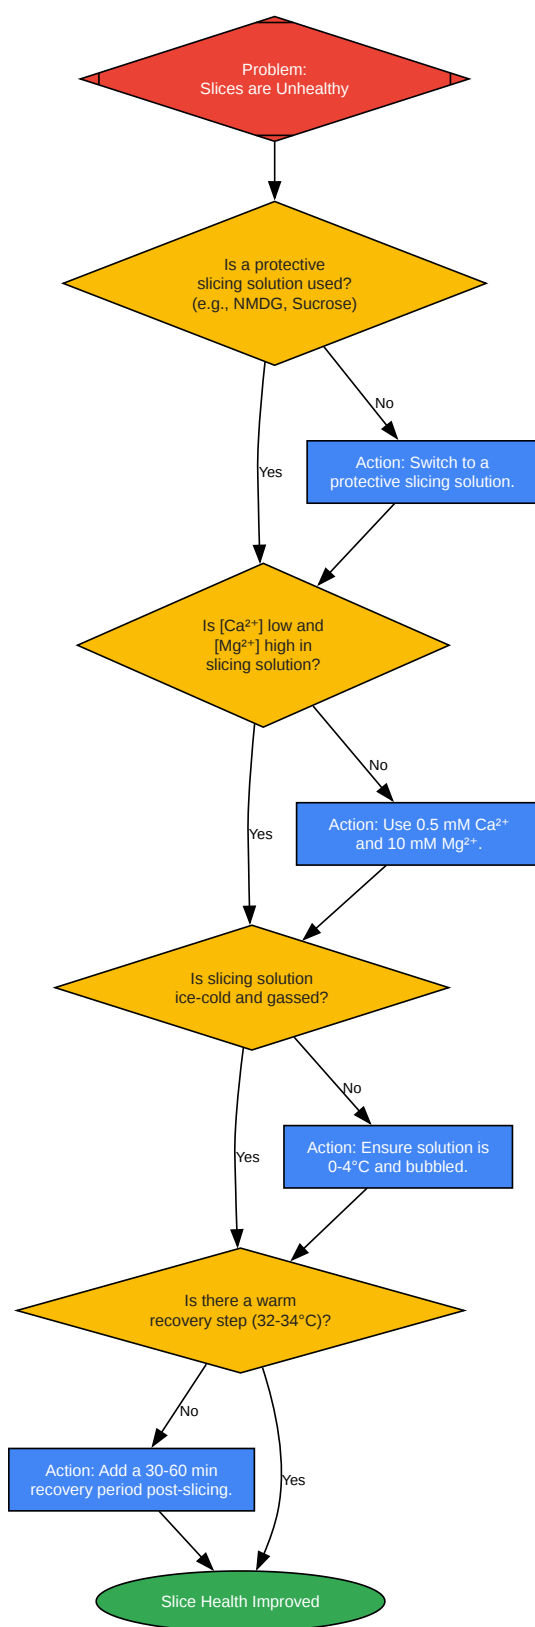 Problem:
Slices are Unhealthy
Is a protective
slicing solution used?
(e.g., NMDG, Sucrose)
No
Action: Switch to a
protective slicing solution.
Yes
Is [Ca²⁺] low and
[Mg²⁺] high in
slicing solution?
No
Action: Use 0.5 mM Ca²⁺
and 10 mM Mg²⁺.
Yes
Is slicing solution
ice-cold and gassed?
No
Action: Ensure solution is
0-4°C and bubbled.
Yes
Is there a warm
recovery step (32-34°C)?
No
Action: Add a 30-60 min
recovery period post-slicing.
Yes
Slice Health Improved